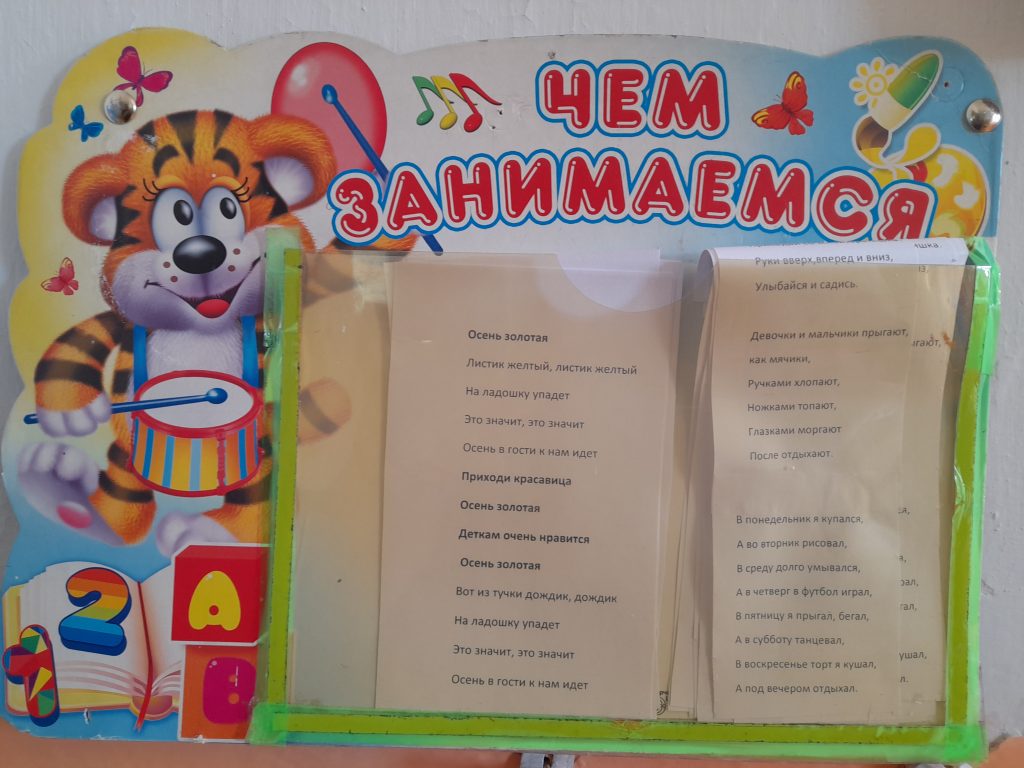 ЧЕМ
ЗАНИМАЕМСЯ
Осень золотая
Листик желтый, листик желтый
На ладошку упадет
Это значит, это значит
Осень в гости к нам идет
Приходи красавица
Осень золотая
Деткам очень нравится
Осень золотая
Вот из тучки дождик, дождик
На ладошку упадет
Это значит, это значит
Осень в гости к нам идет
Руки вверх,вперед и вниз,
Улыбайся и садись.
Девочки и мальчики прыгают,
как мячики,
Ручками хлопают,
Ножками топают,
Глазками моргают
После отдыхают.
В понедельник я купался,
А во вторник рисовал,
В среду долго умывался,
А в четверг в футбол играл,
В пятницу я прыгал, бегал,
А в субботу танцевал,
В воскресенье торт я кушал,
А под вечером отдыхал.
2
1
А
В